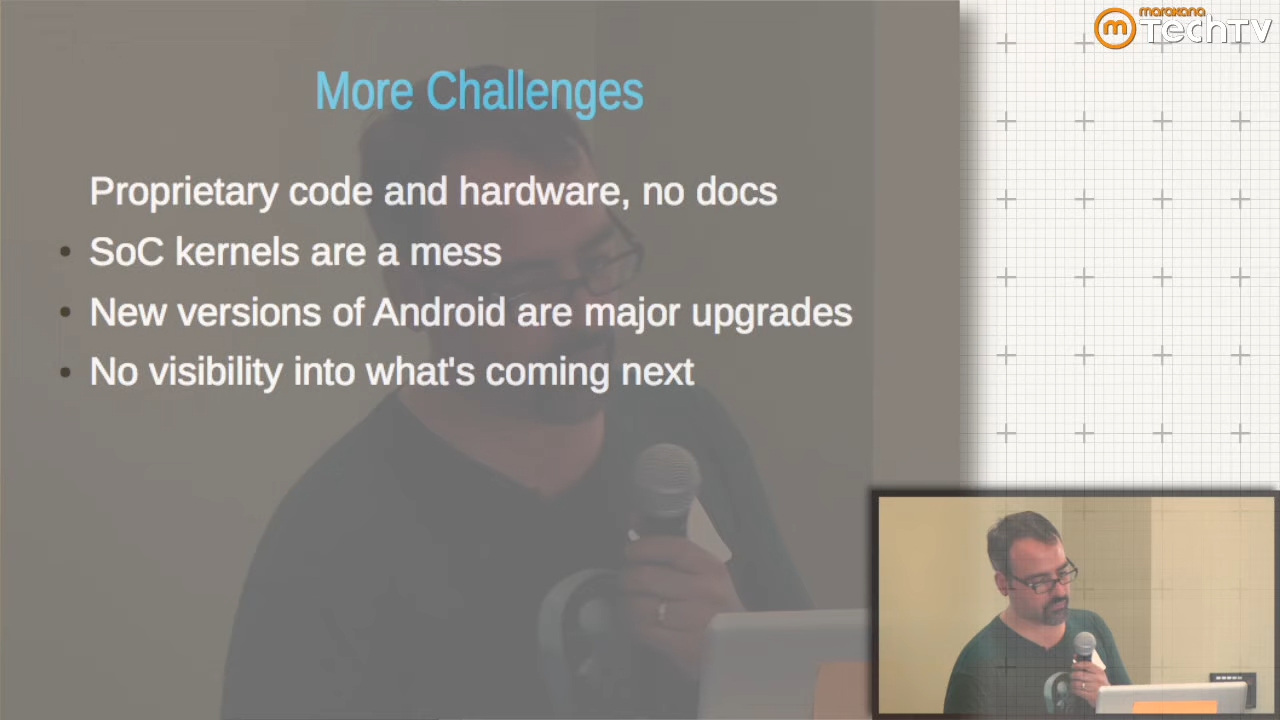 marakana
TechTV
More Challenges
Proprietary code and hardware, no docs
• SoC kernels are a mess
• New versions of Android are major upgrades
• No visibility into what's coming next